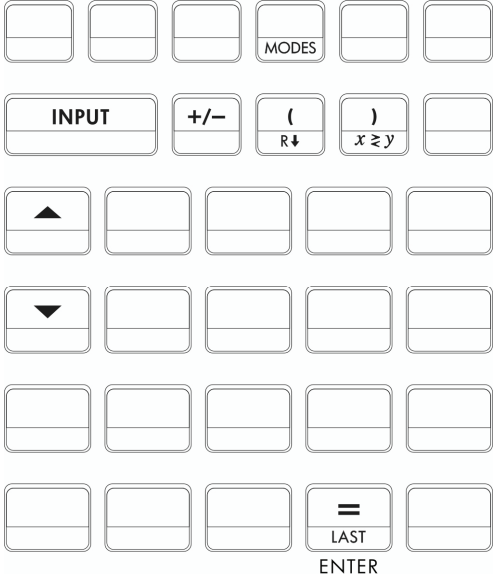 MODES
INPUT +/– ( )
R⬇ x ≷ y
=
LAST
ENTER